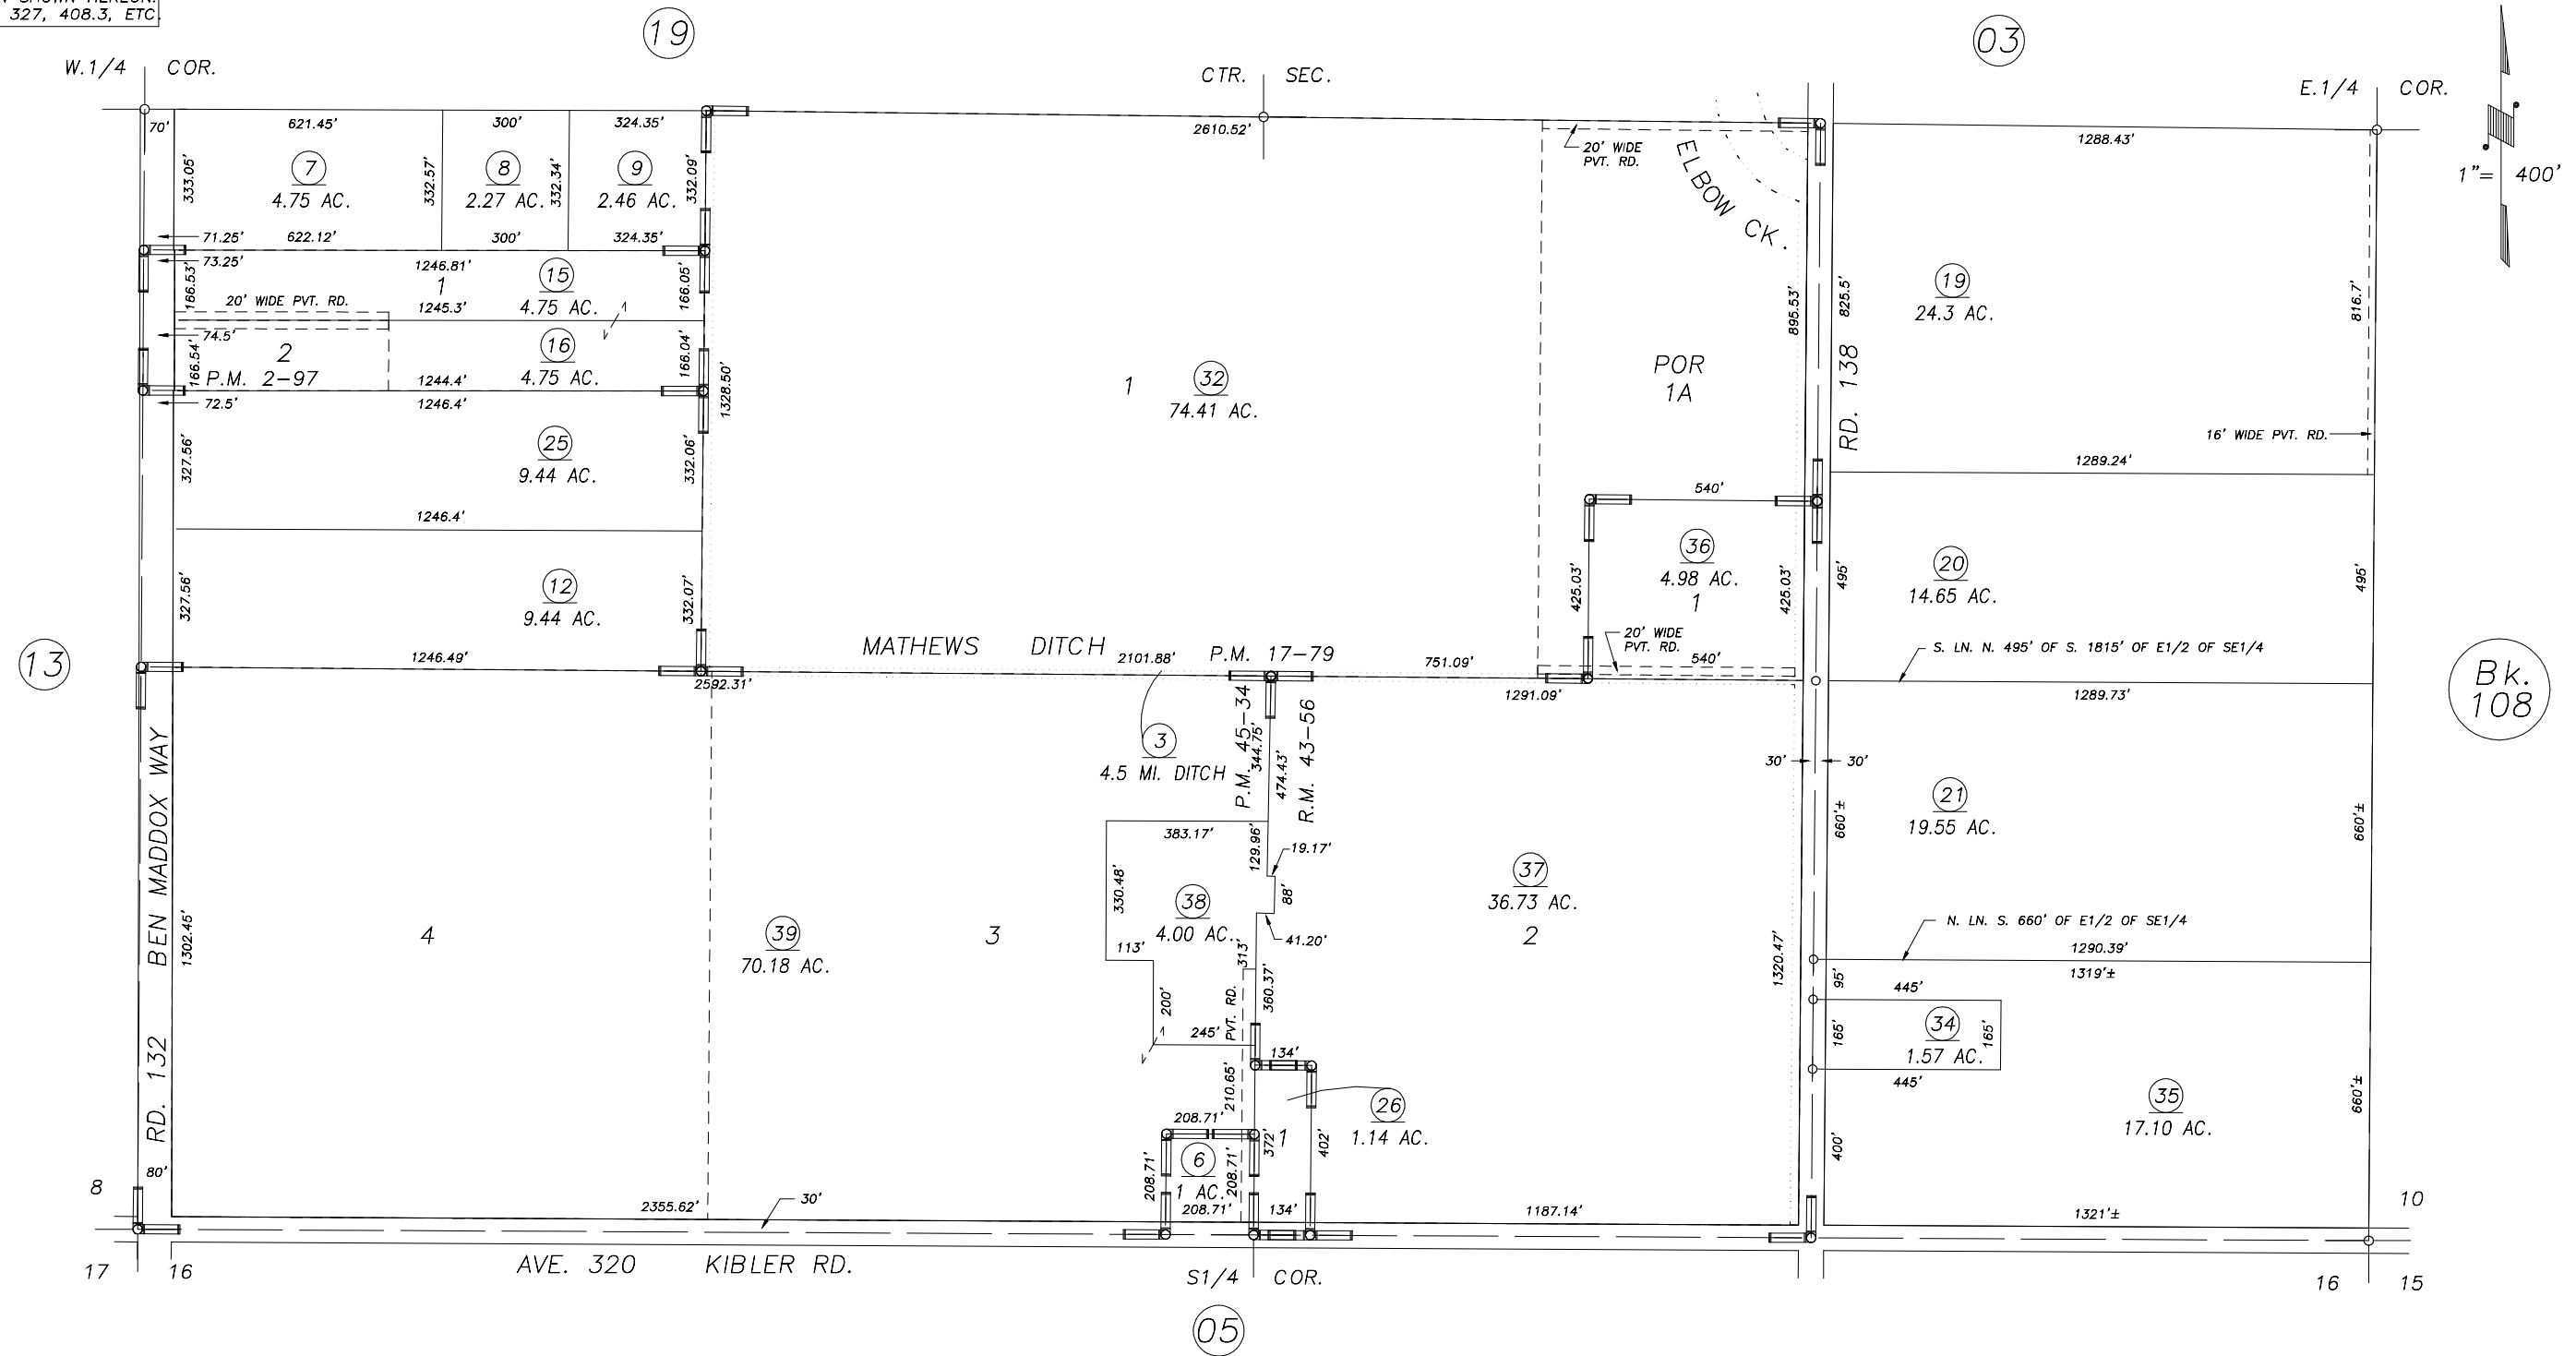 327, 408.3, ETC.
19
03
W.1/4 COR.
CTR. SEC.
E.1/4 COR.
1"= 400'
70'
621.45'
300'
324.35'
2610.52'
1288.43'
20' WIDE
PVT. RD.
ELBOW CK.
333.05'
7
4.75 AC.
332.57'
8
2.27 AC.
332.34'
9
2.46 AC.
332.09'
71.25'
622.12'
300'
324.35'
73.25'
1246.81'
166.53'
1
15
4.75 AC.
166.05'
20' WIDE PVT. RD.
1245.3'
74.5'
166.54'
2
P.M. 2-97
16
4.75 AC.
166.04'
1244.4'
72.5'
1246.4'
327.56'
25
9.44 AC.
332.06'
1246.4'
327.56'
12
9.44 AC.
332.07'
1246.49'
1328.50'
1
32
74.41 AC.
POR
1A
895.53'
825.5'
RD. 138
19
24.3 AC.
816.7'
16' WIDE PVT. RD.
1289.24'
540'
425.03'
36
4.98 AC.
1
425.03'
20' WIDE
PVT. RD.
540'
495'
20
14.65 AC.
495'
S. LN. N. 495' OF S. 1815' OF E1/2 OF SE1/4
1289.73'
13
MATHEWS DITCH
2101.88'
P.M. 17-79
751.09'
2592.31'
1291.09'
Bk.
108
3
4.5 MI. DITCH
P.M. 45-34
344.75'
474.43'
R.M. 43-56
30'
30'
BEN MADDOX WAY
RD. 132
1302.45'
4
39
70.18 AC.
3
383.17'
129.96'
19.17'
330.48'
38
4.00 AC.
88'
41.20'
113'
313'
200'
PVT. RD.
360.37'
245'
37
36.73 AC.
2
1320.47'
660'±
21
19.55 AC.
660'±
N. LN. S. 660' OF E1/2 OF SE1/4
1290.39'
1319'±
95'
445'
165'
34
1.57 AC.
165'
445'
35
17.10 AC.
660'±
400'
134'
210.65'
26
1.14 AC.
208.71'
208.71'
6
1 AC.
208.71'
372'
1
402'
80'
8
2355.62'
30'
208.71'
134'
1187.14'
1321'±
10
17
16
AVE. 320 KIBLER RD.
S1/4 COR.
16
15
05